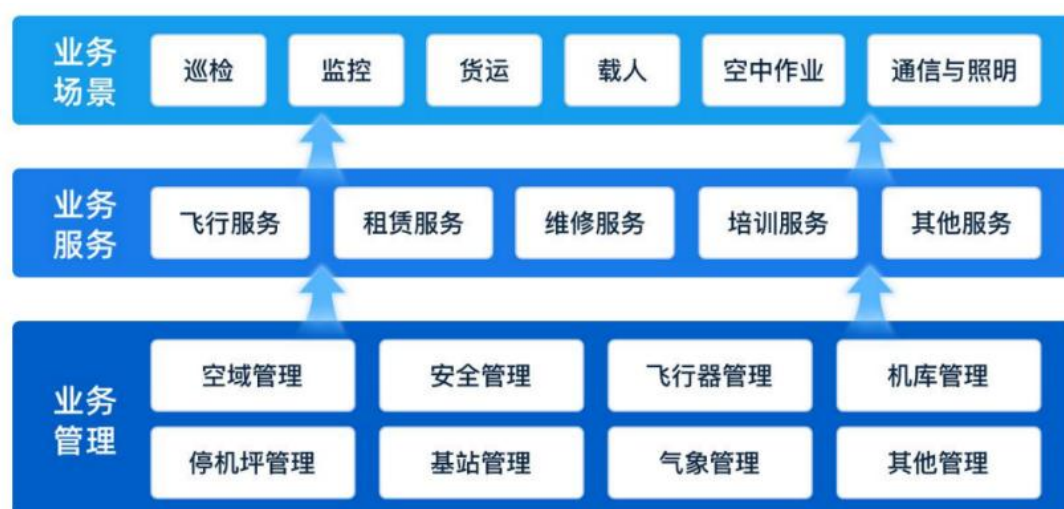 业务
场景
巡检
监控
货运
载人
空中作业
通信与照明
业务
服务
飞行服务
租赁服务
维修服务
培训服务
其他服务
业务
管理
空域管理
安全管理
飞行器管理
机库管理
停机坪管理
基站管理
气象管理
其他管理